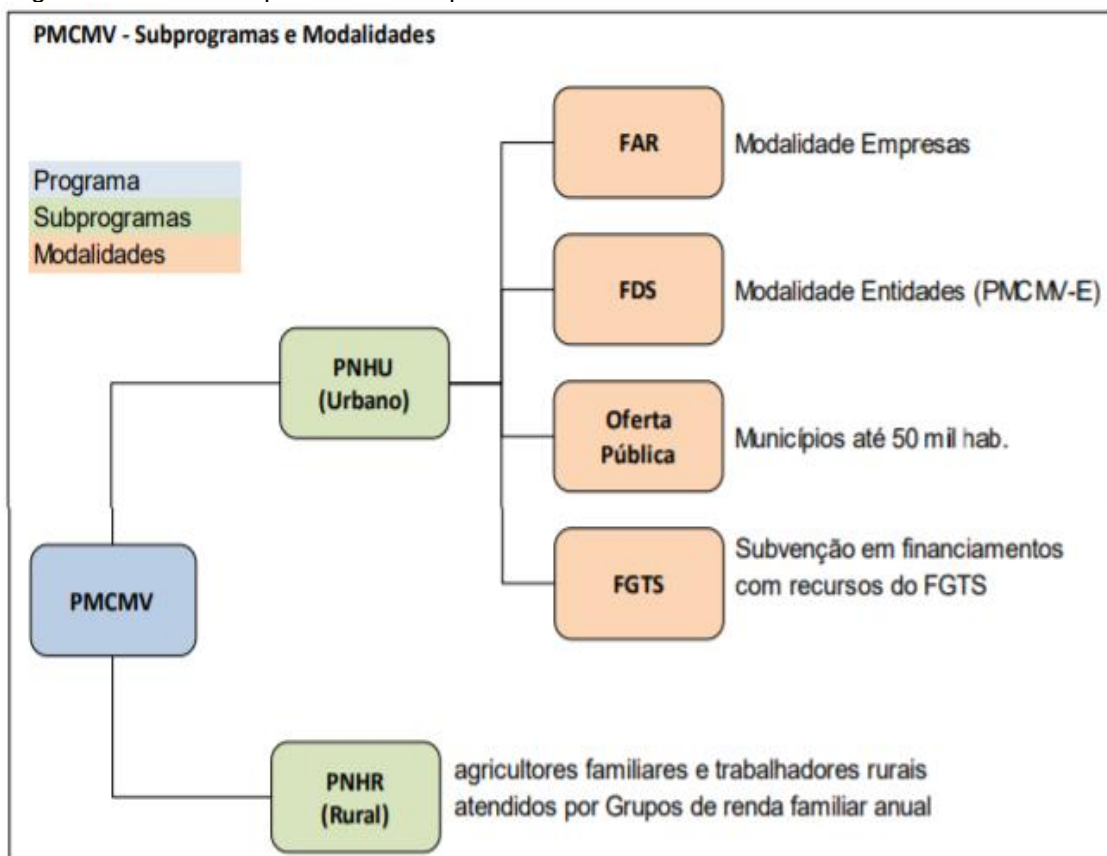 PMCMV - Subprogramas e Modalidades
Programa
Subprogramas
Modalidades
FAR
Modalidade Empresas
FDS
Modalidade Entidades (PMCMV-E)
PNHU
(Urbano)
Oferta
Pública
Municípios até 50 mil hab.
FGTS
Subvenção em financiamentos
com recursos do FGTS
PMCMV
PNHR
(Rural)
agricultores familiares e trabalhadores rurais
atendidos por Grupos de renda familiar anual